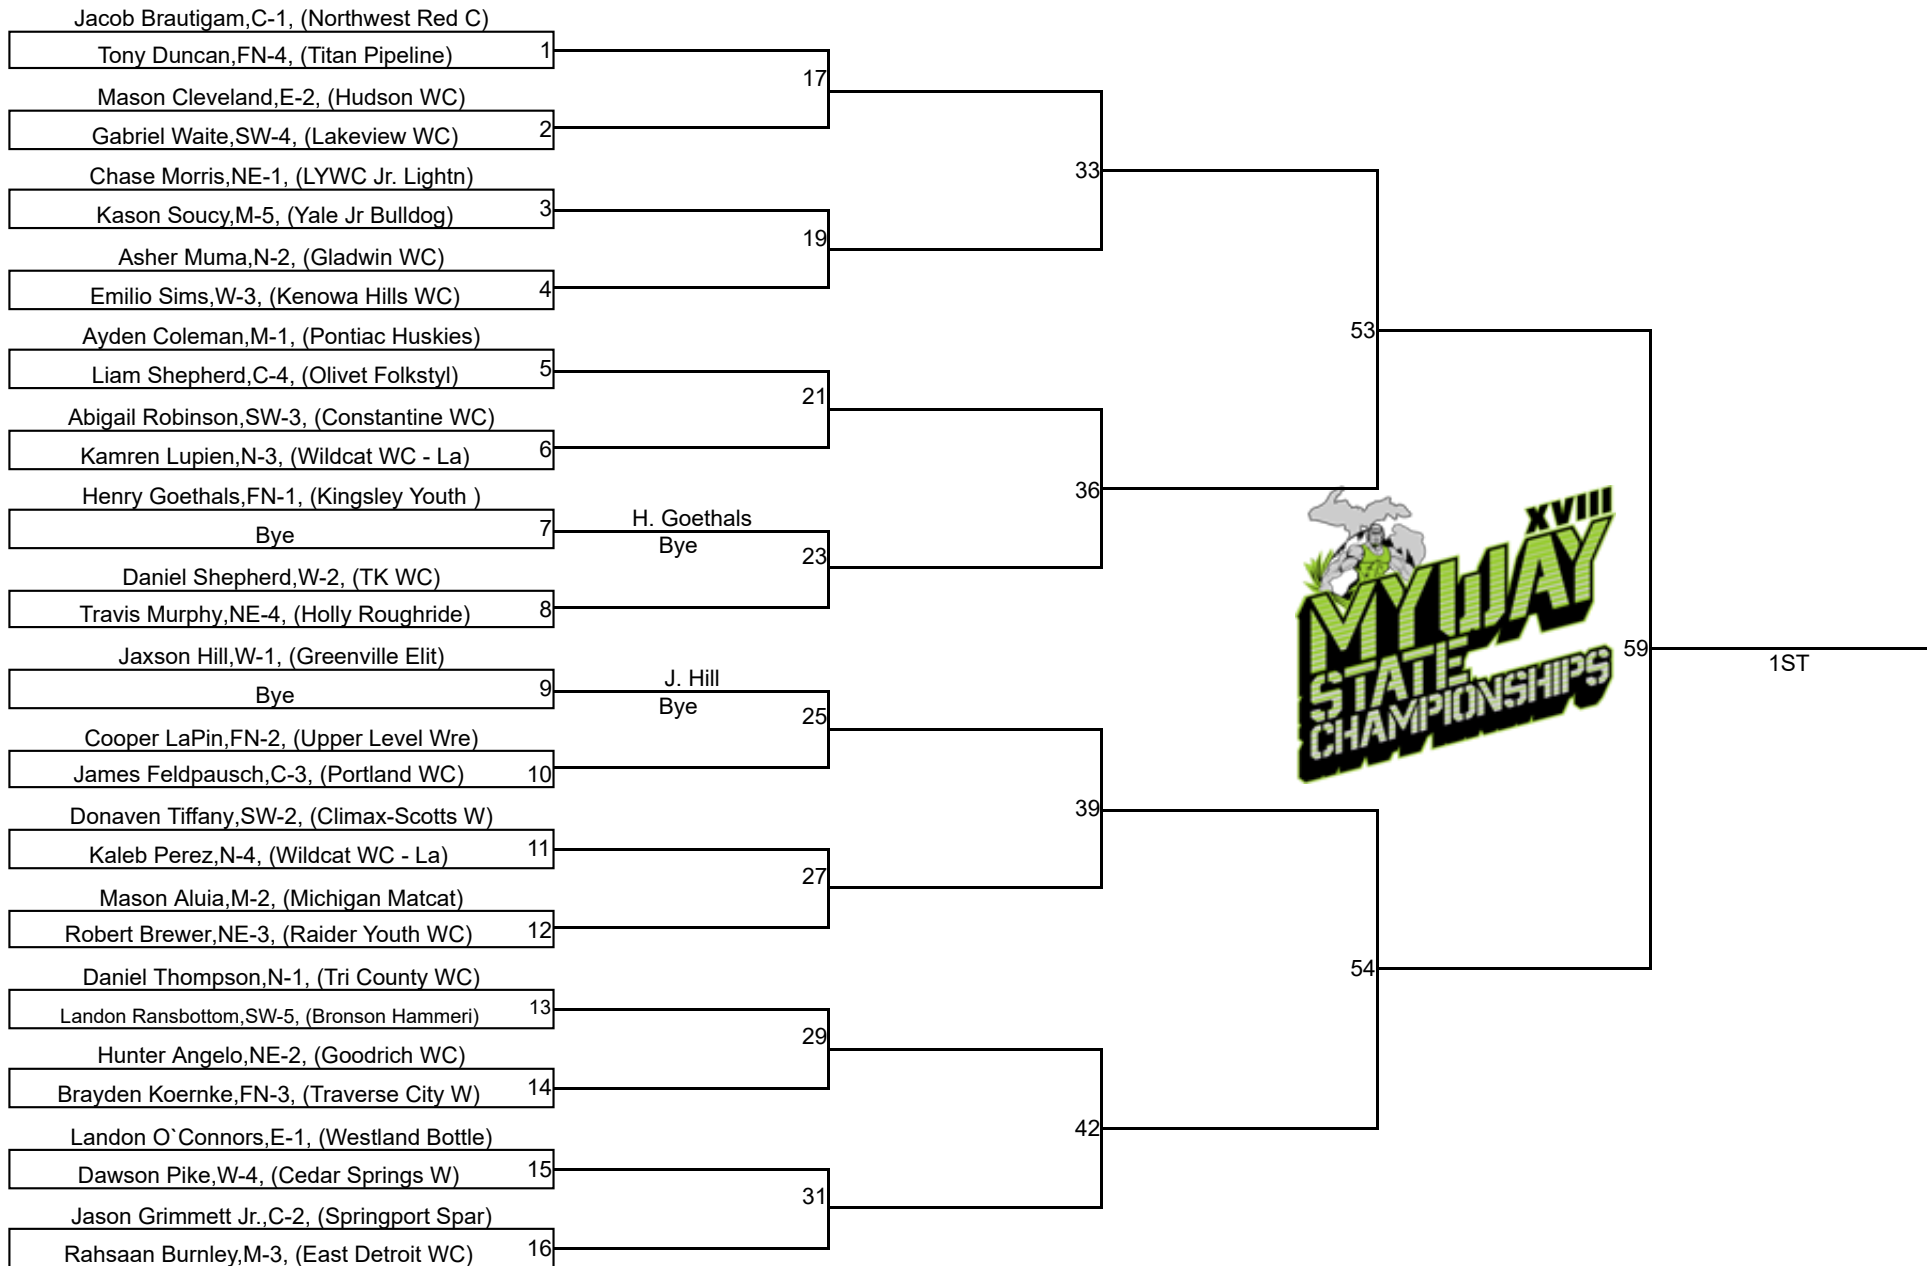 Jacob Brautigam,C-1, (Northwest Red C)
Tony Duncan,FN-4, (Titan Pipeline)
1
Mason Cleveland,E-2, (Hudson WC)
Gabriel Waite,SW-4, (Lakeview WC)
2
Chase Morris,NE-1, (LYWC Jr. Lightn)
Kason Soucy,M-5, (Yale Jr Bulldog)
3
Asher Muma,N-2, (Gladwin WC)
Emilio Sims,W-3, (Kenowa Hills WC)
4
Ayden Coleman,M-1, (Pontiac Huskies)
Liam Shepherd,C-4, (Olivet Folkstyl)
5
Abigail Robinson,SW-3, (Constantine WC)
Kamren Lupien,N-3, (Wildcat WC - La)
6
Henry Goethals,FN-1, (Kingsley Youth )
Bye
7
Daniel Shepherd,W-2, (TK WC)
Travis Murphy,NE-4, (Holly Roughride)
8
Jaxson Hill,W-1, (Greenville Elit)
Bye
9
Cooper LaPin,FN-2, (Upper Level Wre)
James Feldpausch,C-3, (Portland WC)
10
Donaven Tiffany,SW-2, (Climax-Scotts W)
Kaleb Perez,N-4, (Wildcat WC - La)
11
Mason Aluia,M-2, (Michigan Matcat)
Robert Brewer,NE-3, (Raider Youth WC)
12
Daniel Thompson,N-1, (Tri County WC)
Landon Ransbottom,SW-5, (Bronson Hammeri)
13
Hunter Angelo,NE-2, (Goodrich WC)
Brayden Koernke,FN-3, (Traverse City W)
14
Landon O`Connors,E-1, (Westland Bottle)
Dawson Pike,W-4, (Cedar Springs W)
15
Jason Grimmett Jr.,C-2, (Springport Spar)
Rahsaan Burnley,M-3, (East Detroit WC)
16
17
19
21
H. Goethals
Bye
23
J. Hill
Bye
25
27
29
31
33
36
39
42
53
54
XVIII
MYWAY
STATE
CHAMPIONSHIPS
59
1ST